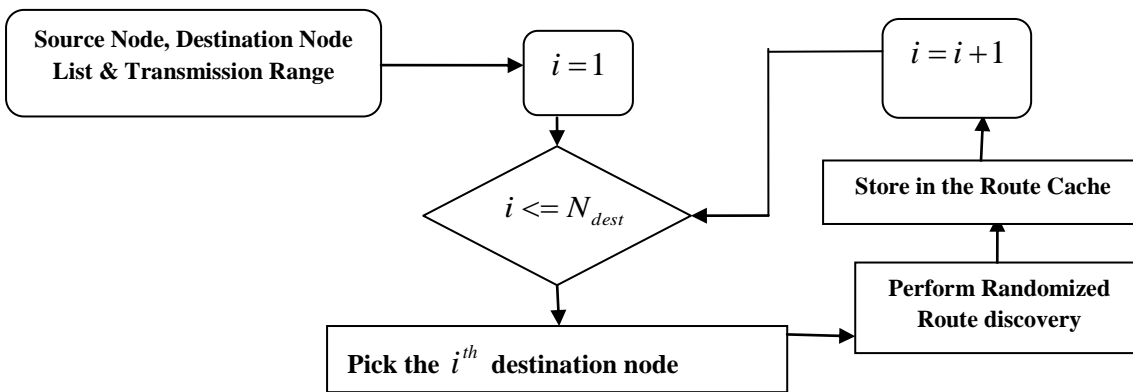 Source Node, Destination Node
List & Transmission Range
i = 1
i <= N_dest
Pick the i^th destination node
Perform Randomized
Route discovery
Store in the Route Cache
i = i + 1